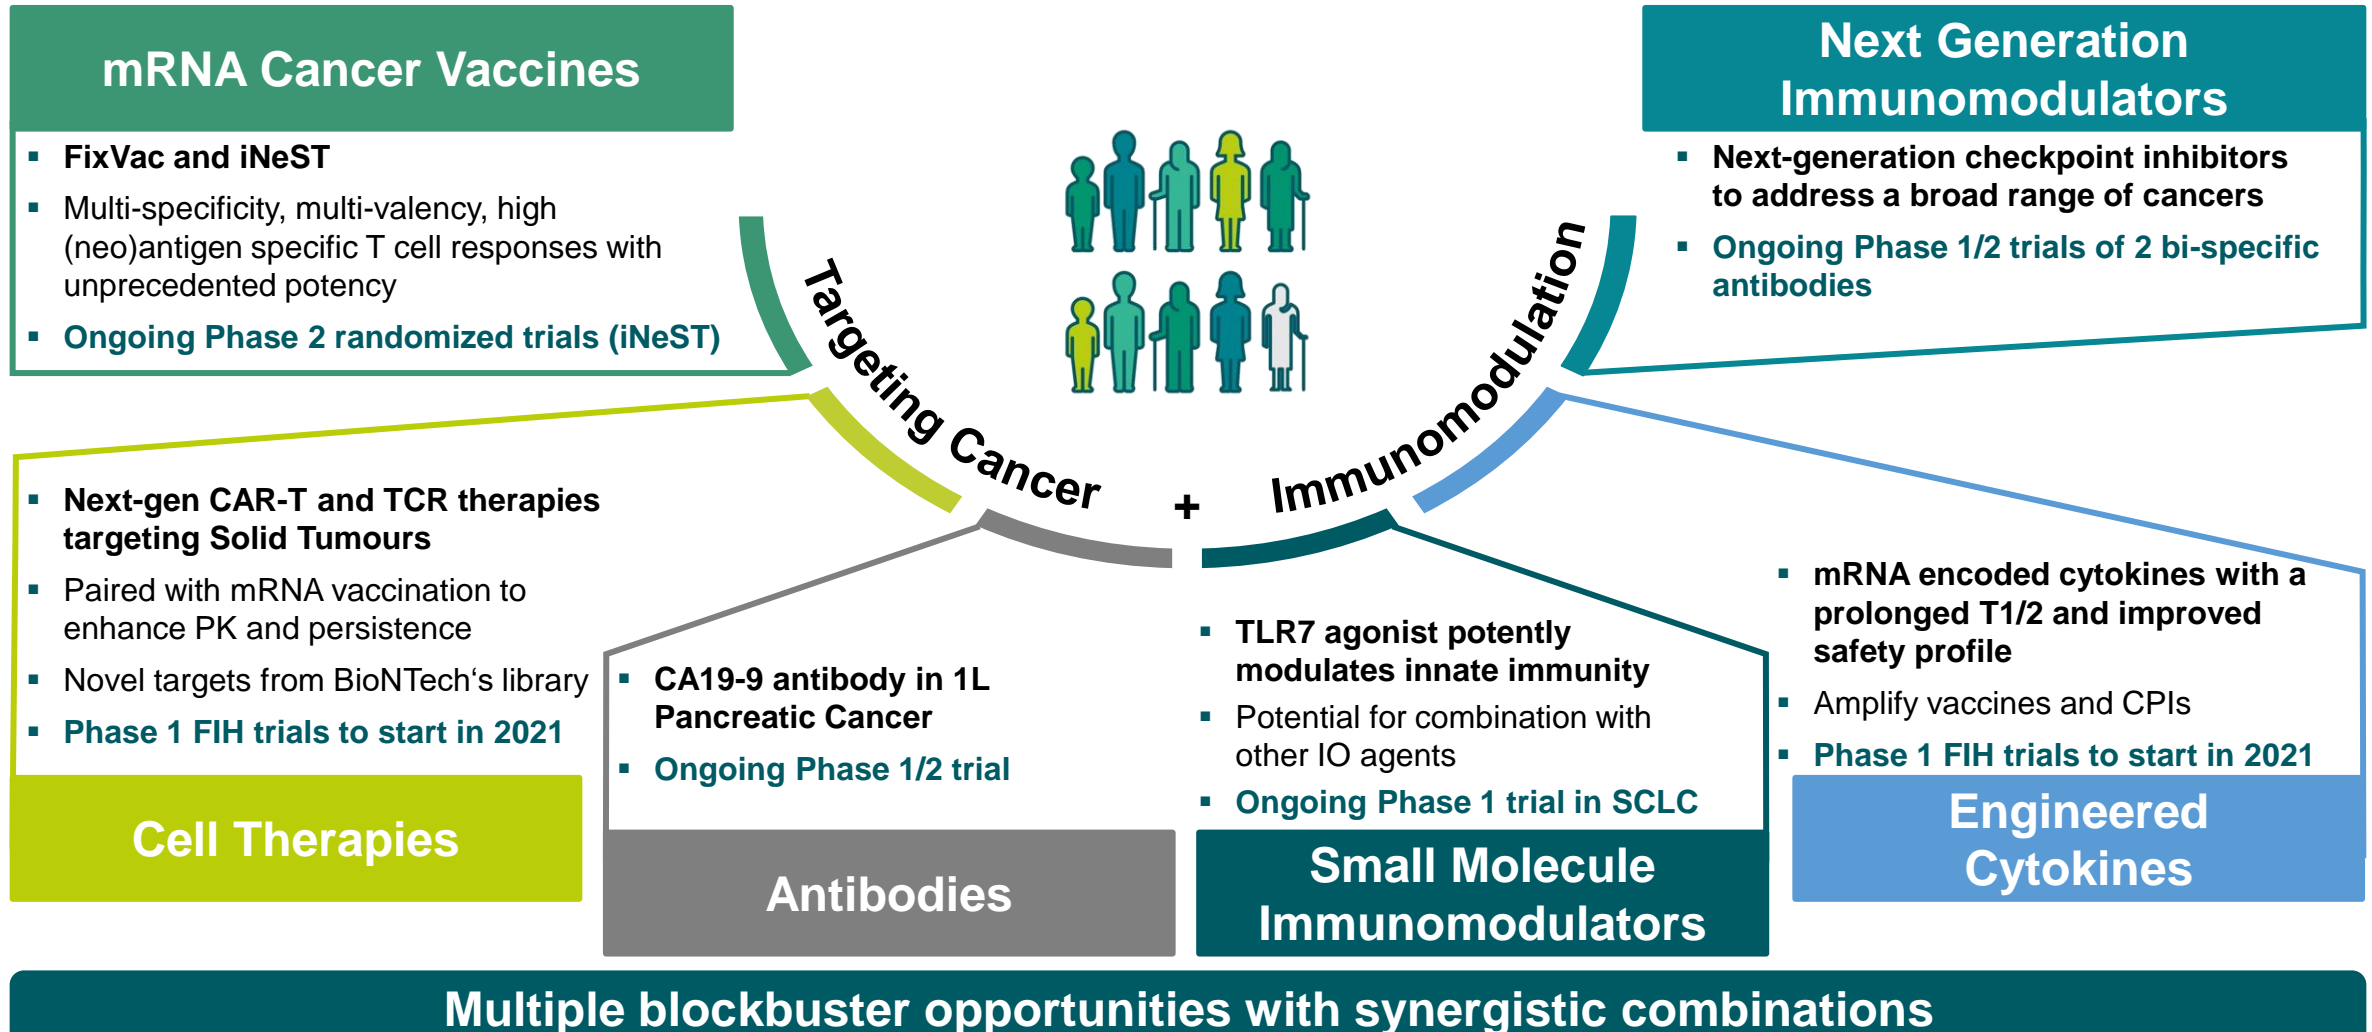 mRNA Cancer Vaccines
▪ FixVac and iNeST
▪ Multi-specificity, multi-valency, high
(neo)antigen specific T cell responses with
unprecedented potency
▪ Ongoing Phase 2 randomized trials (iNeST)
Next Generation
Immunomodulators
▪ Next-generation checkpoint inhibitors
to address a broad range of cancers
▪ Ongoing Phase 1/2 trials of 2 bi-specific
antibodies
Targeting Cancer
+
Immunomodulation
▪ Next-gen CAR-T and TCR therapies
targeting Solid Tumours
▪ Paired with mRNA vaccination to
enhance PK and persistence
▪ Novel targets from BioNTech‘s library
▪ Phase 1 FIH trials to start in 2021
Cell Therapies
▪ CA19-9 antibody in 1L
Pancreatic Cancer
▪ Ongoing Phase 1/2 trial
Antibodies
▪ TLR7 agonist potently
modulates innate immunity
▪ Potential for combination with
other IO agents
▪ Ongoing Phase 1 trial in SCLC
Small Molecule
Immunomodulators
▪ mRNA encoded cytokines with a
prolonged T1/2 and improved
safety profile
▪ Amplify vaccines and CPIs
▪ Phase 1 FIH trials to start in 2021
Engineered
Cytokines
Multiple blockbuster opportunities with synergistic combinations